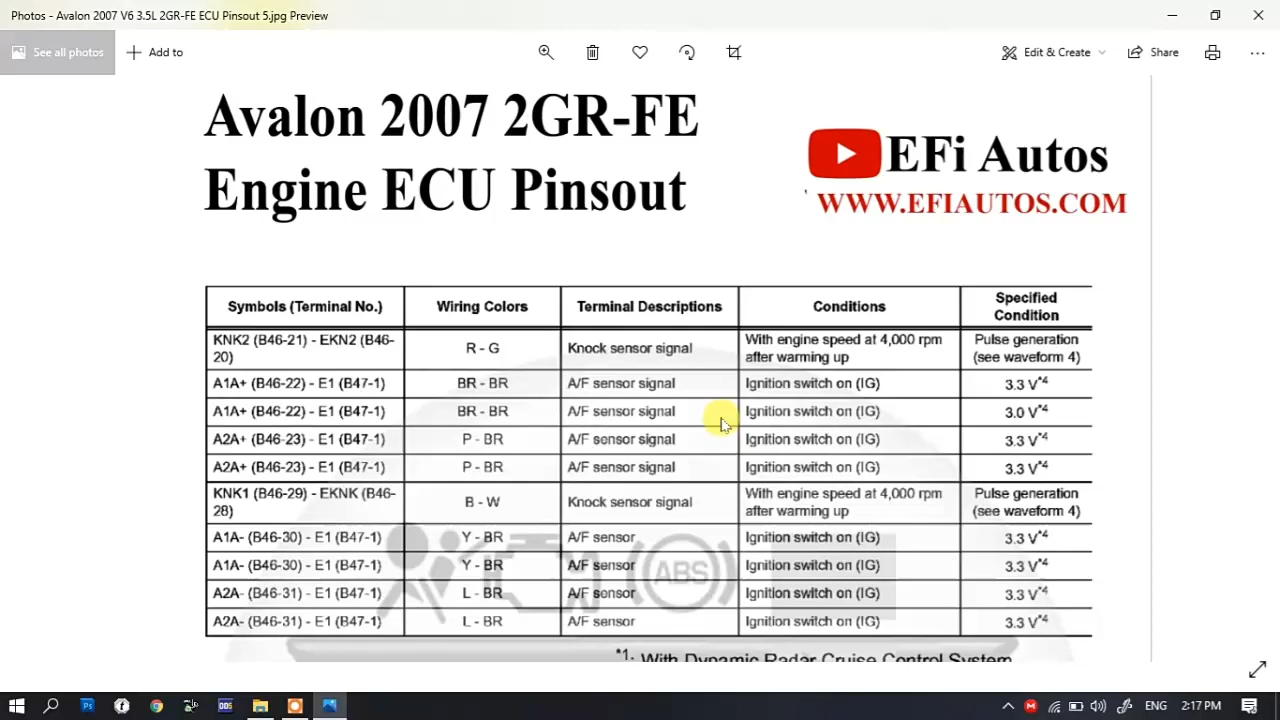 Photos - Avalon V6 3.5L 2GR-FE ECU Pinsout 5.jpg Preview
See all photos
Add to
Edit & Create
Share
Avalon 2007 2GR-FE
Engine ECU Pinsout
EFi Autos
WWW.EFIAUTOS.COM
Symbols (Terminal No.) Wiring Colors Terminal Descriptions Conditions Specified Condition
KNK2 (B46-21) - EKN2 (B46-20) R - G Knock sensor signal With engine speed at 4,000 rpm after warming up Pulse generation (see waveform 4)
A1A+ (B46-22) - E1 (B47-1) BR - BR A/F sensor signal Ignition switch on (IG) 3.3 V*4
A1A+ (B46-22) - E1 (B47-1) BR - BR A/F sensor signal Ignition switch on (IG) 3.0 V*4
A2A+ (B46-23) - E1 (B47-1) P - BR A/F sensor signal Ignition switch on (IG) 3.3 V*4
A2A+ (B46-23) - E1 (B47-1) P - BR A/F sensor signal Ignition switch on (IG) 3.3 V*4
KNK1 (B46-29) - EKNK (B46-28) B - W Knock sensor signal With engine speed at 4,000 rpm after warming up Pulse generation (see waveform 4)
A1A- (B46-30) - E1 (B47-1) Y - BR A/F sensor Ignition switch on (IG) 3.3 V*4
A1A- (B46-30) - E1 (B47-1) Y - BR A/F sensor Ignition switch on (IG) 3.3 V*4
A2A- (B46-31) - E1 (B47-1) L - BR A/F sensor Ignition switch on (IG) 3.3 V*4
A2A- (B46-31) - E1 (B47-1) L - BR A/F sensor Ignition switch on (IG) 3.3 V*4
ABS
*1: With Dynamic Radar Cruise Control System
ENG 2:17 PM